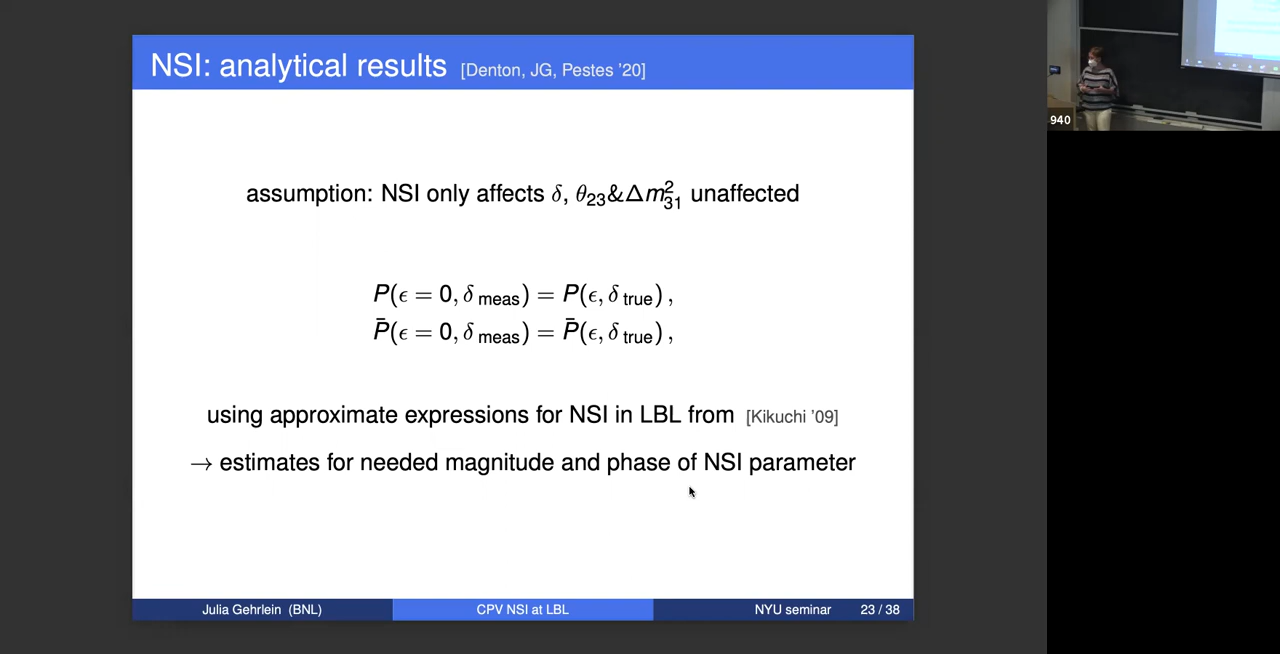 NSI: analytical results [Denton, JG, Pestes '20]
assumption: NSI only affects δ, θ₂₃&Δm²₃₁ unaffected
P(ϵ = 0, δ meas) = P(ϵ, δ true) ,
P̄(ϵ = 0, δ meas) = P̄(ϵ, δ true) ,
using approximate expressions for NSI in LBL from [Kikuchi '09]
→ estimates for needed magnitude and phase of NSI parameter
Julia Gehrlein (BNL) CPV NSI at LBL NYU seminar 23 / 38
940